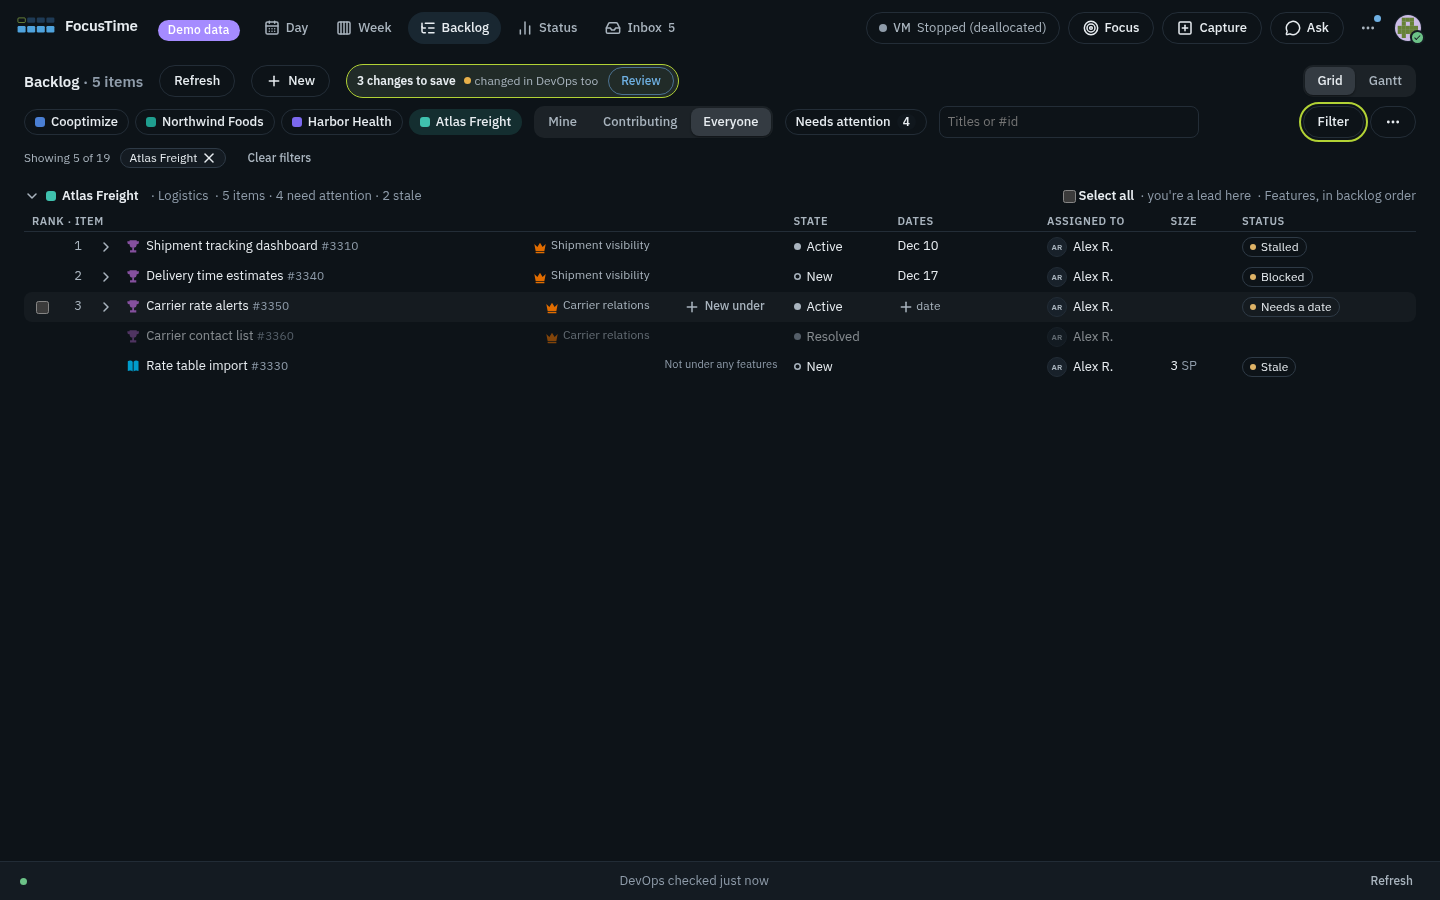 FocusTime
Demo data
Day
Week
Backlog
Status
Inbox 5
VM Stopped (deallocated)
Focus
Capture
Ask
Backlog · 5 items
Refresh
New
3 changes to save
changed in DevOps too
Review
Grid
Gantt
Cooptimize
Northwind Foods
Harbor Health
Atlas Freight
Mine
Contributing
Everyone
Needs attention 4
Titles or #id
Filter
Showing 5 of 19
Atlas Freight
Clear filters
Atlas Freight · Logistics · 5 items · 4 need attention · 2 stale
Select all · you're a lead here · Features, in backlog order
RANK · ITEM STATE DATES ASSIGNED TO SIZE STATUS
1 Shipment tracking dashboard #3310 Shipment visibility Active Dec 10 AR Alex R. Stalled
2 Delivery time estimates #3340 Shipment visibility New Dec 17 AR Alex R. Blocked
3 Carrier rate alerts #3350 Carrier relations New under Active date AR Alex R. Needs a date
Carrier contact list #3360 Carrier relations Resolved AR Alex R.
Rate table import #3330 Not under any features New AR Alex R. 3 SP Stale
DevOps checked just now
Refresh